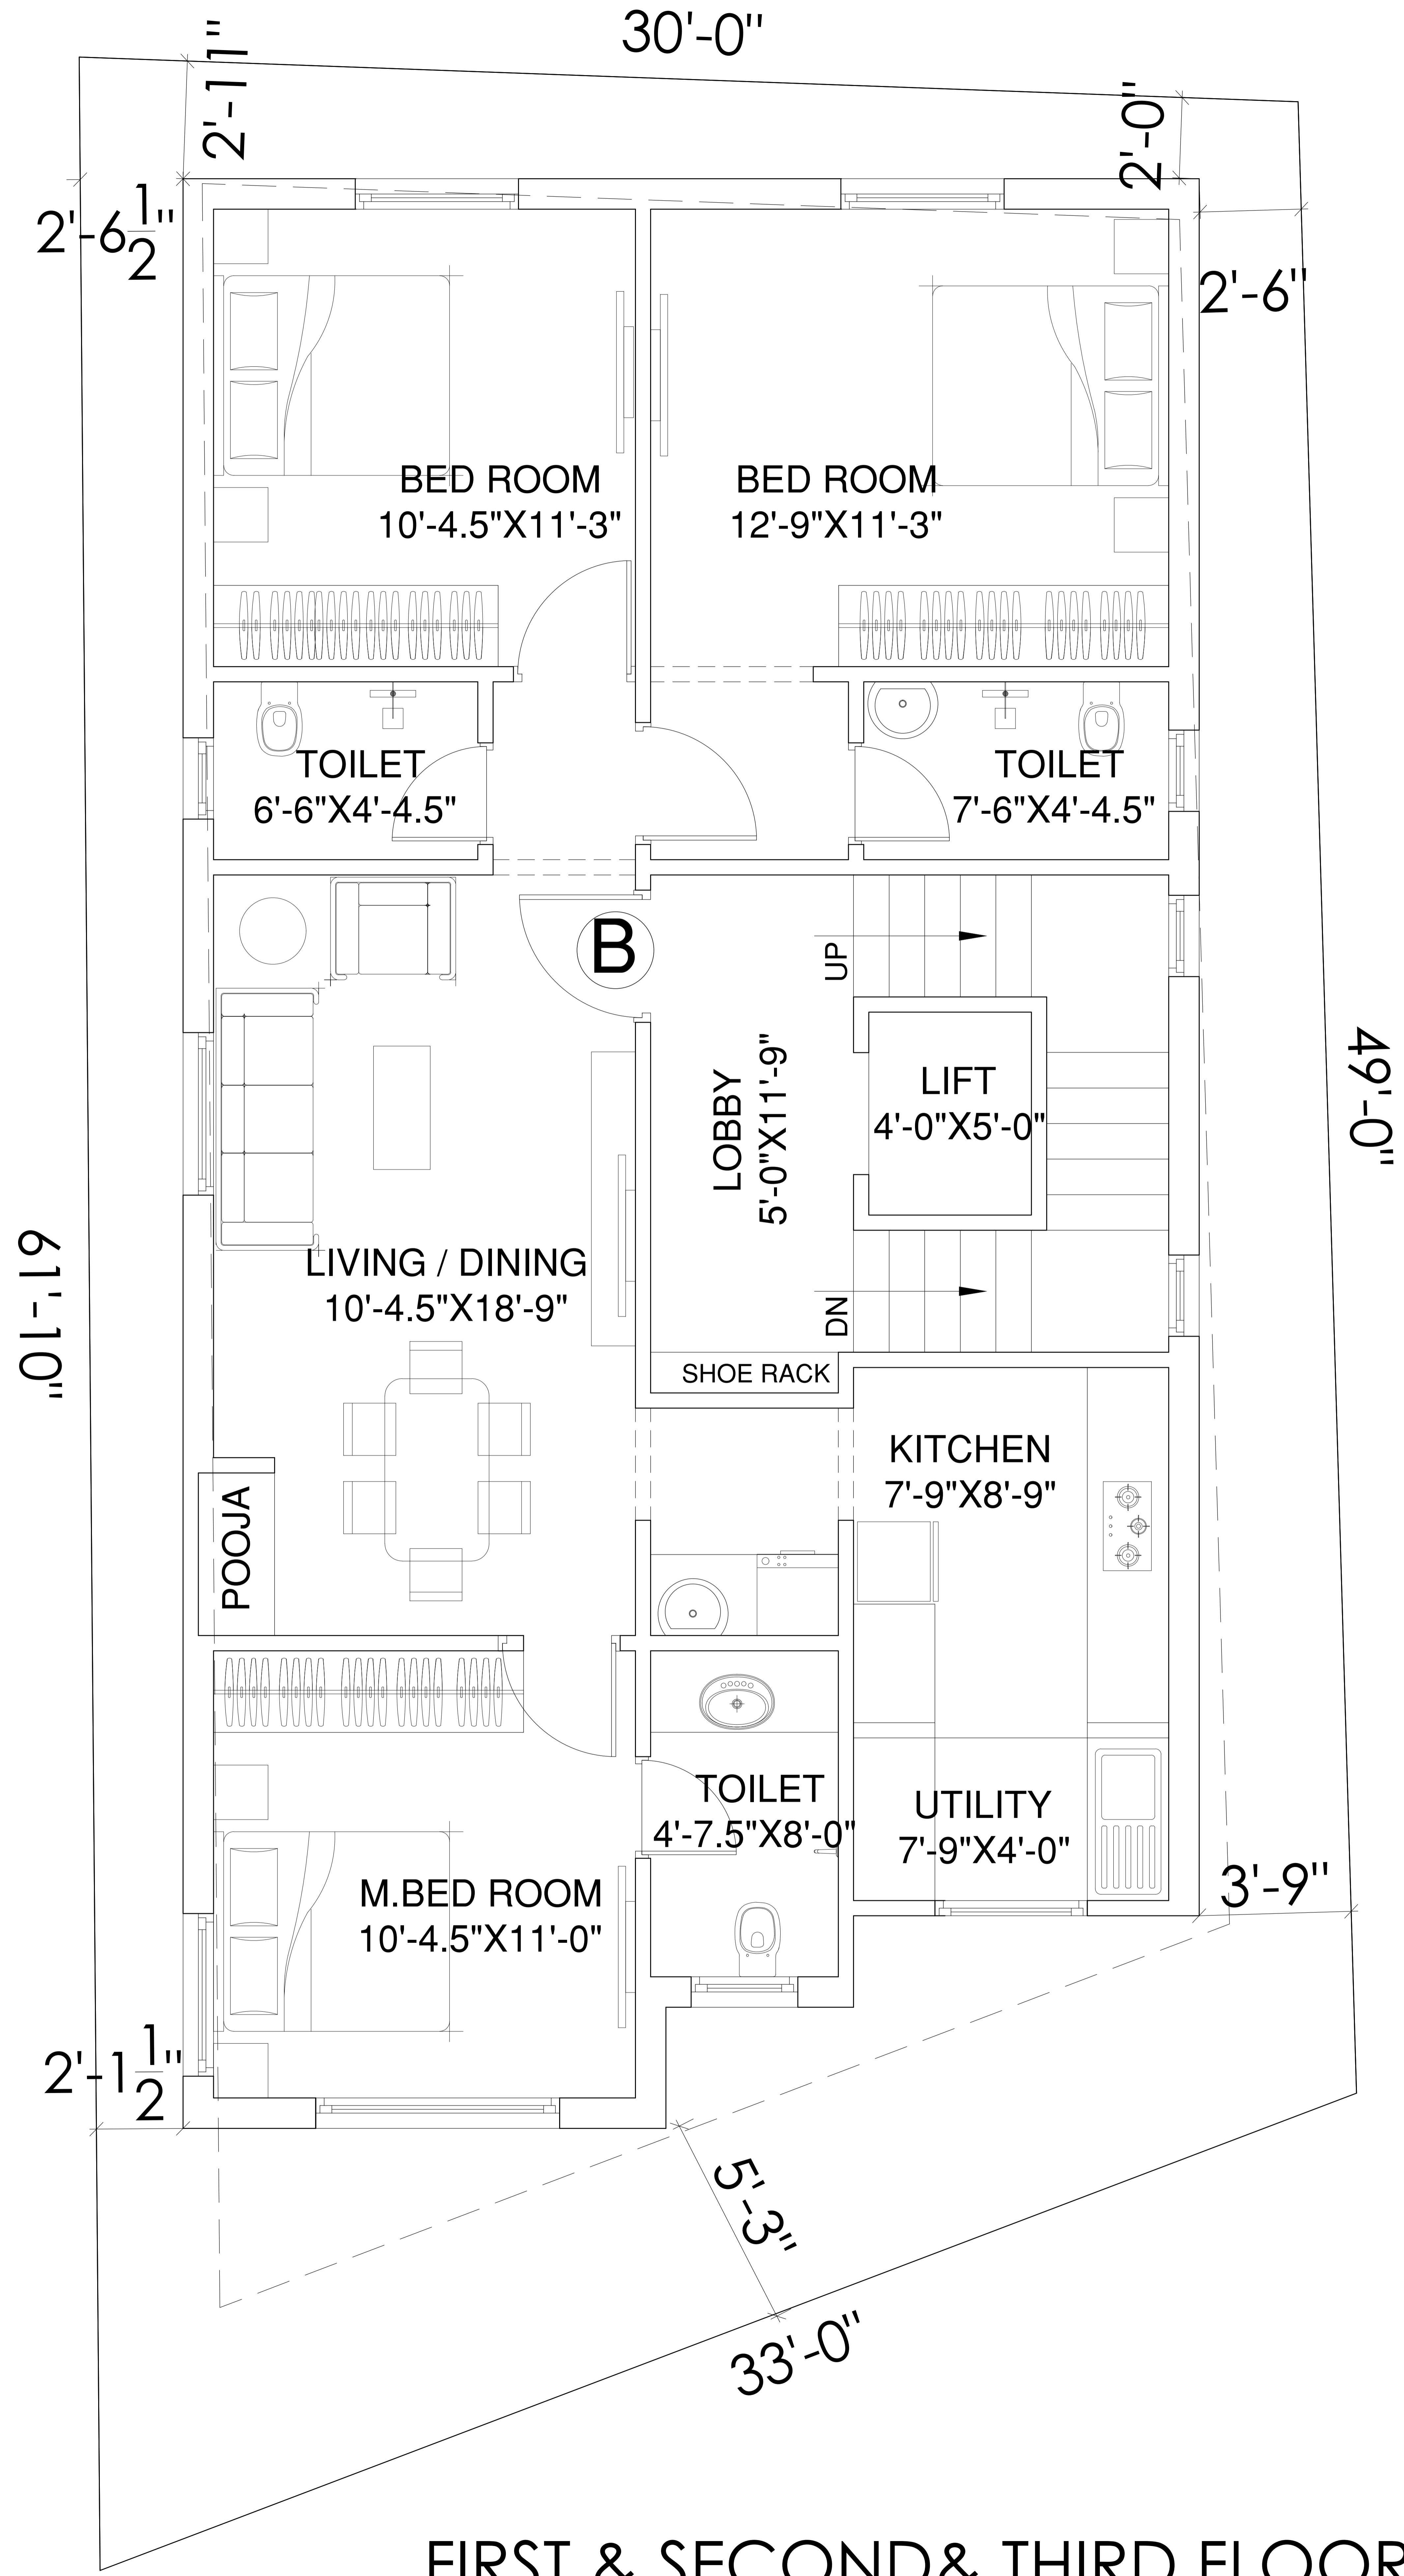 30'-0"
2'-11"
2'-0"
2'-6 1/2"
2'-6"
BED ROOM
10'-4.5"X11'-3"
BED ROOM
12'-9"X11'-3"
TOILET
6'-6"X4'-4.5"
TOILET
7'-6"X4'-4.5"
B
UP
LOBBY
5'-0"X11'-9"
LIFT
4'-0"X5'-0"
49'-0"
61'-10"
LIVING / DINING
10'-4.5"X18'-9"
DN
SHOE RACK
KITCHEN
7'-9"X8'-9"
POOJA
TOILET
4'-7.5"X8'-0"
UTILITY
7'-9"X4'-0"
M.BED ROOM
10'-4.5"X11'-0"
3'-9"
2'-1 1/2"
5'-3"
33'-0"
FIRST & SECOND& THIRD FLOOR